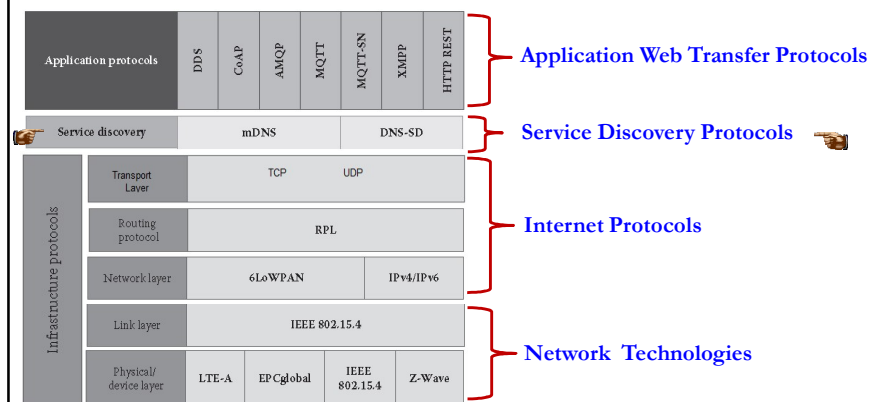 Application protocols
DDS
CoAP
AMQP
MQTT
MQTT-SN
XMPP
HTTP REST
Application Web Transfer Protocols
Service discovery
mDNS
DNS-SD
Service Discovery Protocols
Infrastructure protocols
Transport
Laver
TCP
UDP
Internet Protocols
Routing
protocol
RPL
Network layer
6LoWPAN
IPv4/IPv6
Link layer
IEEE 802.15.4
Network Technologies
Physical/
device layer
LTE-A
EPCglobal
IEEE
802.15.4
Z-Wave